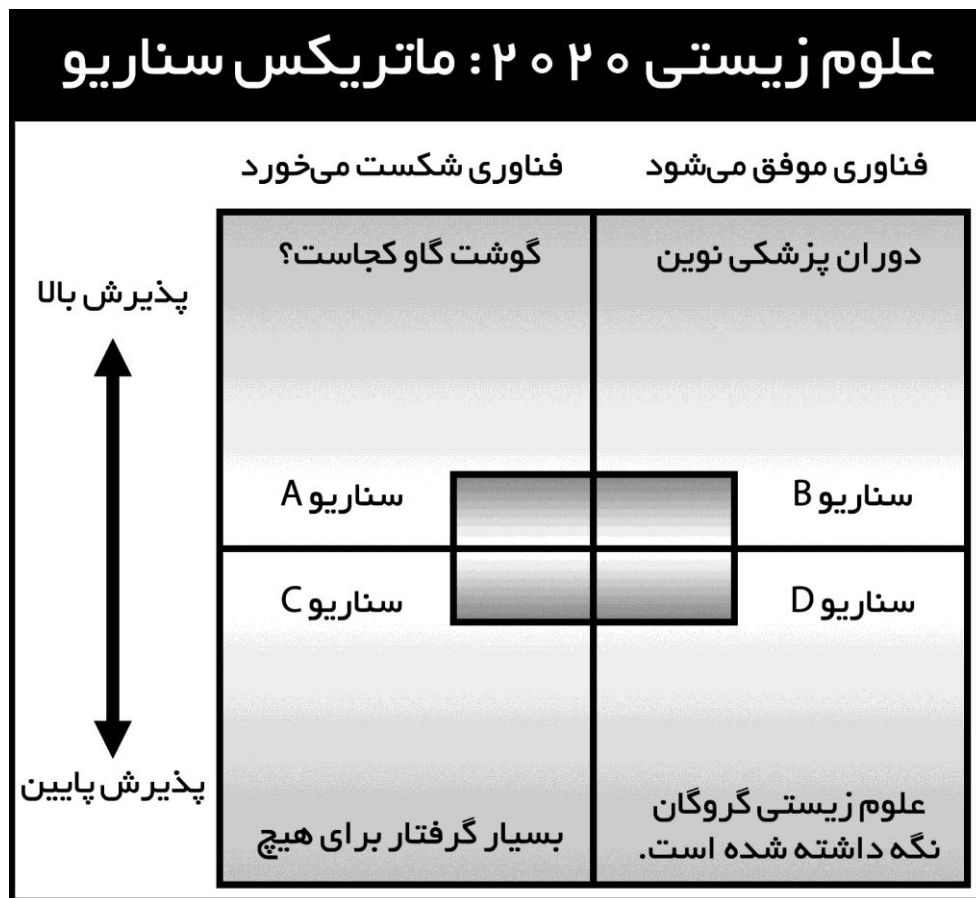 علوم زیستی ۲۰۲۰: ماتریکس سناریو
فناوری موفق می‌شود
فناوری شکست می‌خورد
دوران پزشکی نوین
گوشت گاو کجاست؟
پذیرش بالا
سناریو B
سناریو A
سناریو D
سناریو C
پذیرش پایین
علوم زیستی گروگان
نگه داشته شده است.
بسیار گرفتار برای هیچ